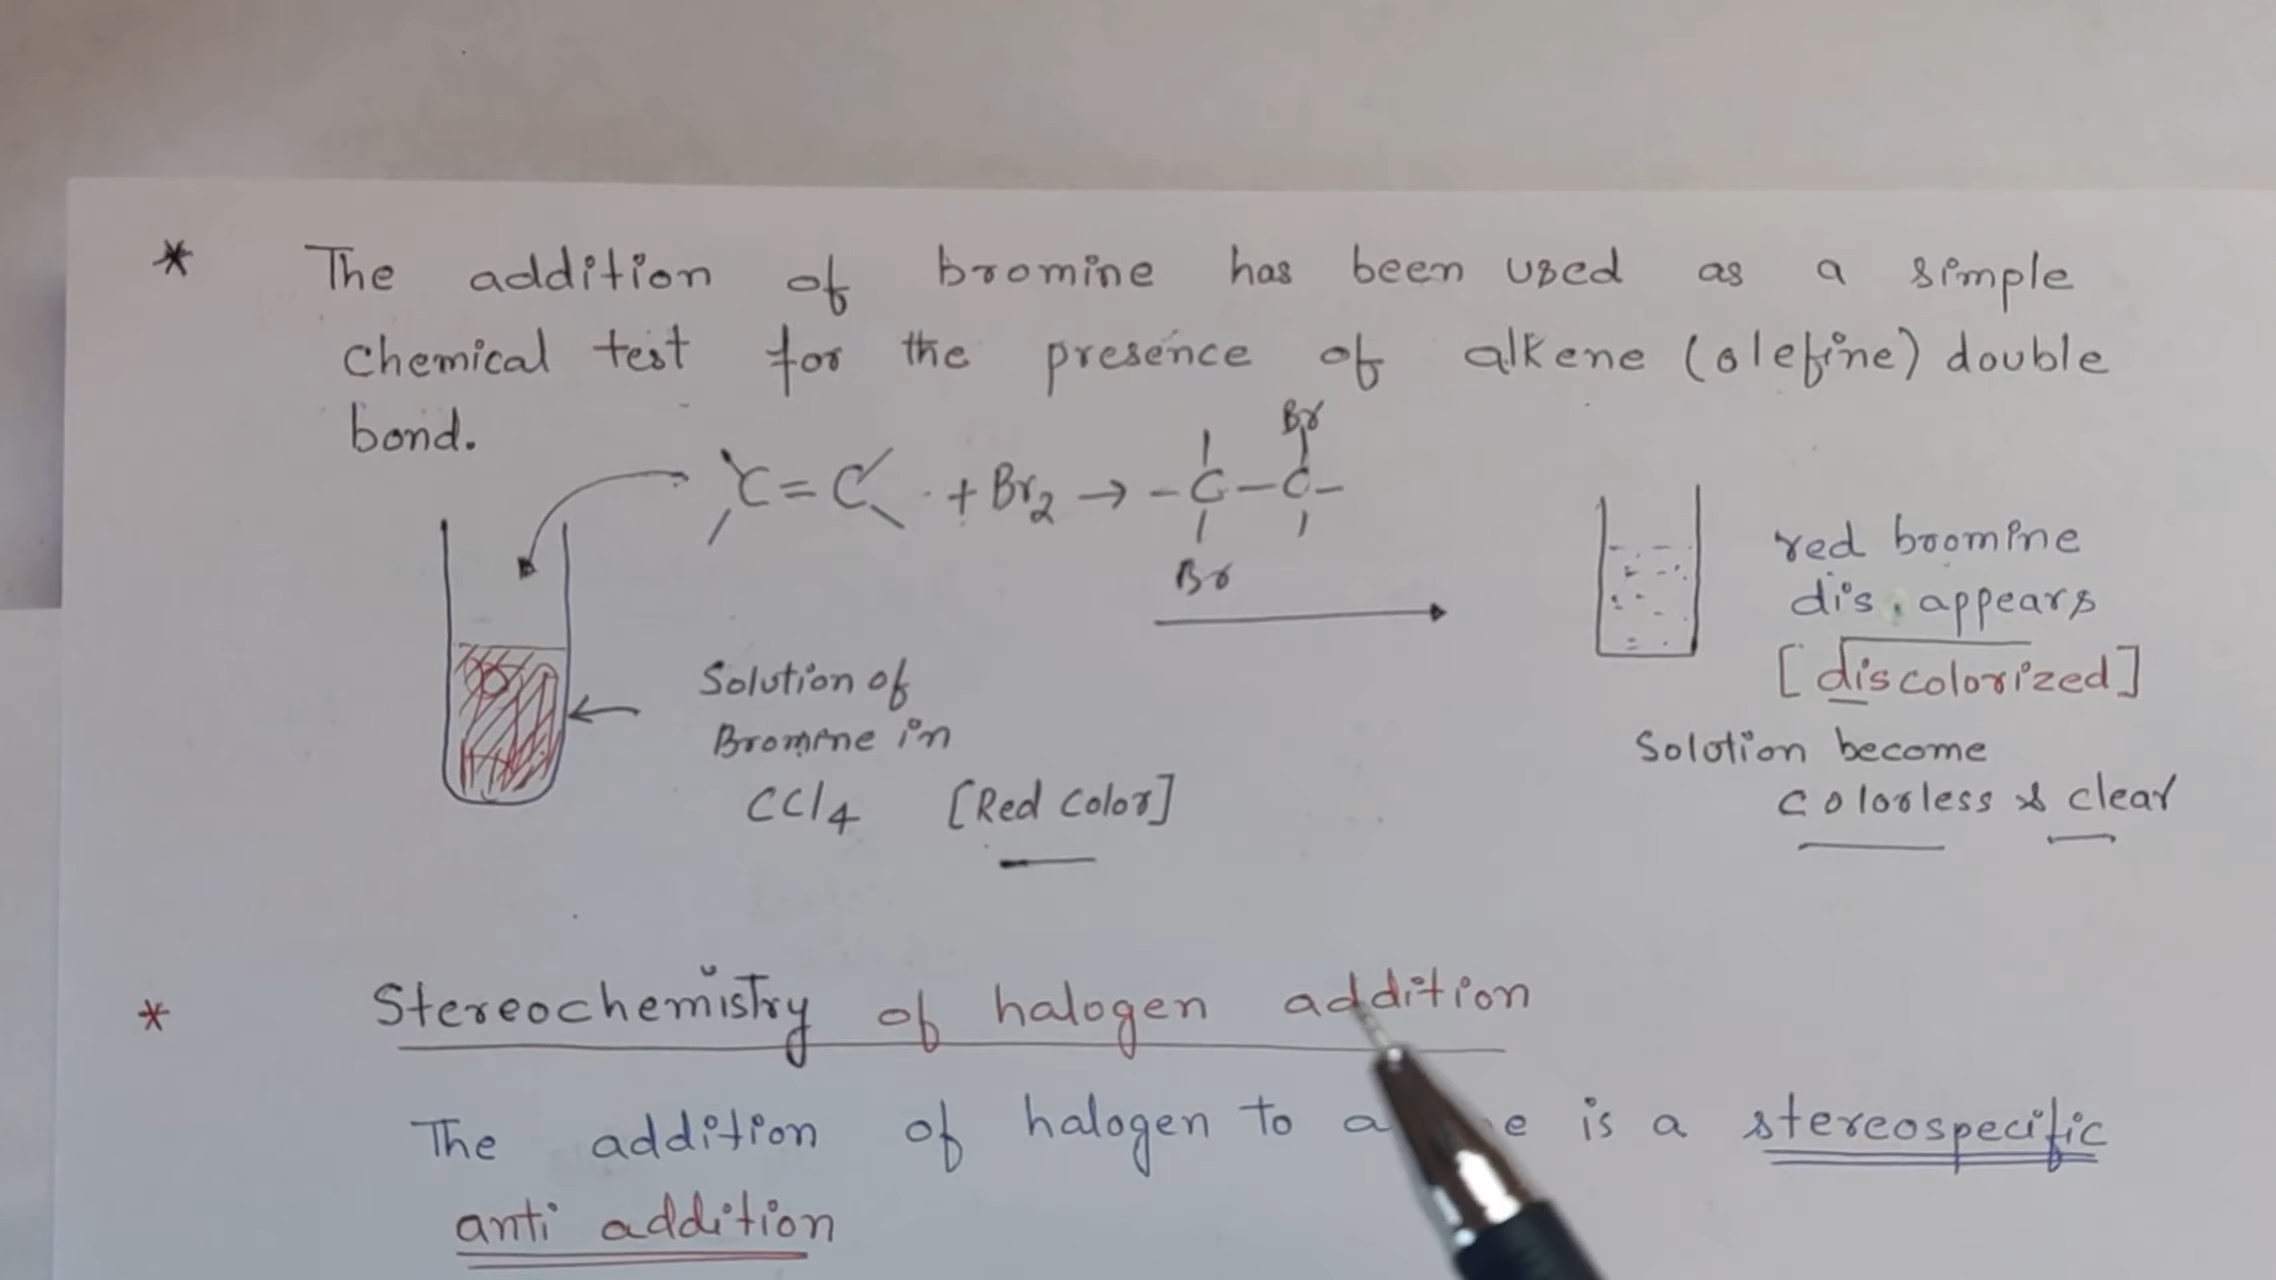 * The addition of bromine has been used as a simple
chemical test for the presence of alkene (olefine) double
bond.
C=C + Br2 → -C-C-
Br
Br
Solution of
Bromine in
CCl4 [Red Color]
red bromine
dis appears
[discolorized]
Solution become
Colorless & clear
* Stereochemistry of halogen addition
The addition of halogen to is a stereospecific
anti addition